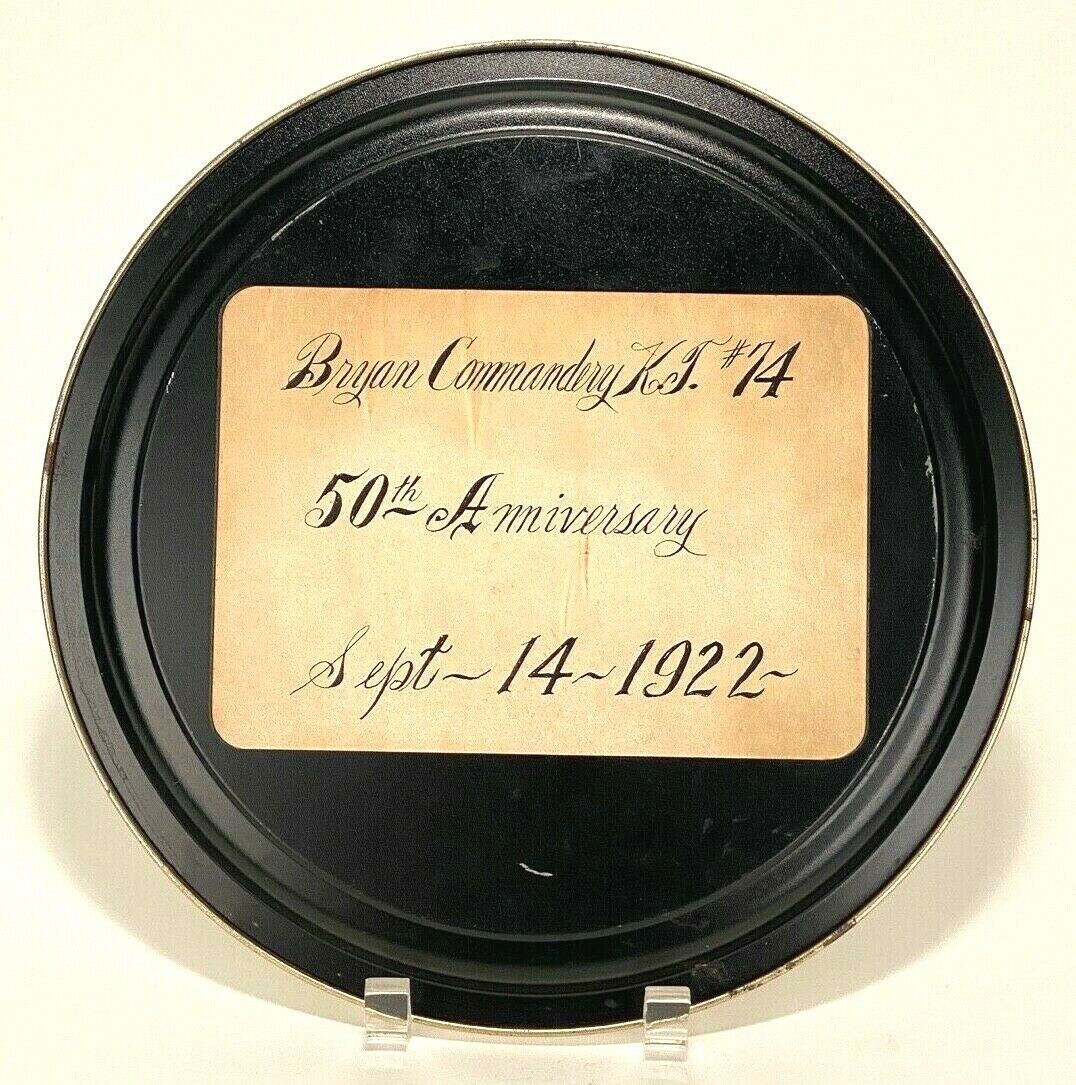 Bryan Commandery K.T. #74
50th Anniversary
Sept ~ 14 ~ 1922 ~